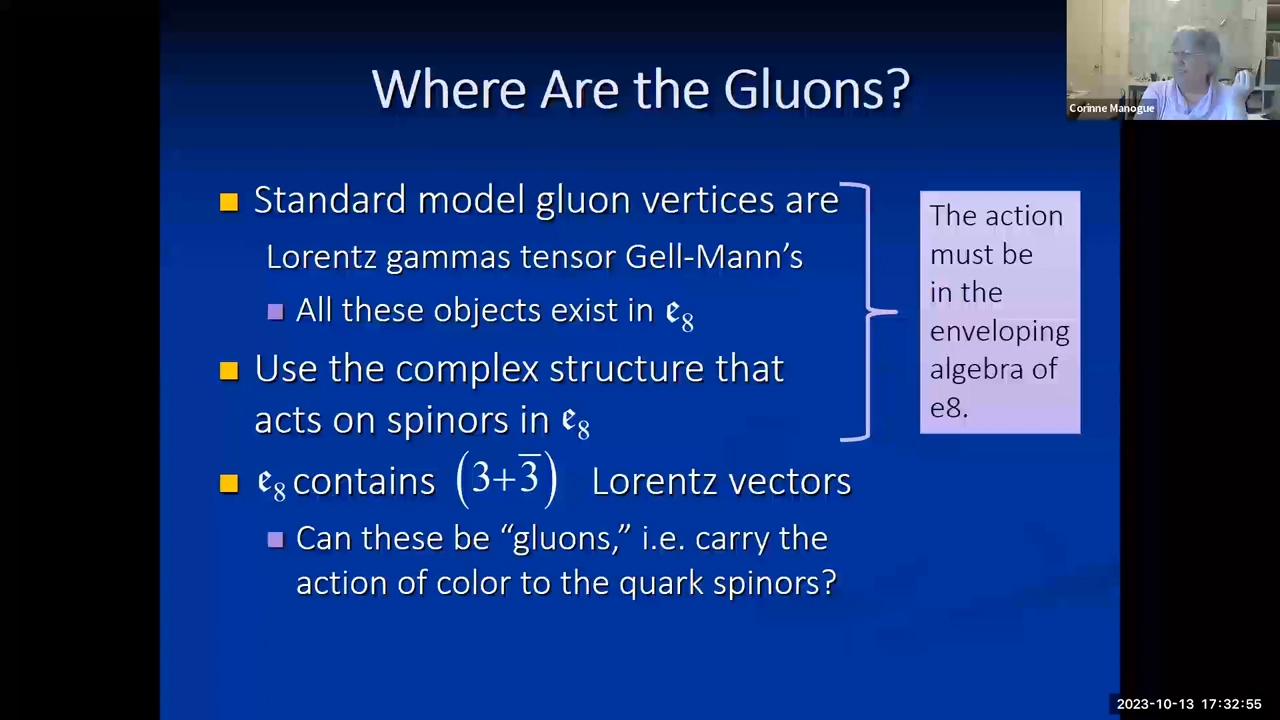 Where Are the Gluons?
Corinne Manogue
Standard model gluon vertices are
Lorentz gammas tensor Gell-Mann's
All these objects exist in 𝔢₈
Use the complex structure that
acts on spinors in 𝔢₈
𝔢₈ contains (3+3̅) Lorentz vectors
Can these be “gluons,” i.e. carry the
action of color to the quark spinors?
The action
must be
in the
enveloping
algebra of
e8.
2023-10-13 17:32:55